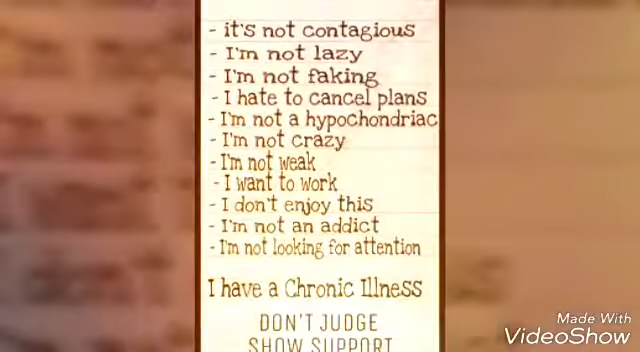 - it's not contagious
- I'm not lazy
- I'm not faking
- I hate to cancel plans
- I'm not a hypochondriac
- I'm not crazy
- I'm not weak
- I want to work
- I don't enjoy this
- I'm not an addict
- I'm not looking for attention
I have a Chronic Illness
DON'T JUDGE
SHOW SUPPORT
Made With
VideoShow